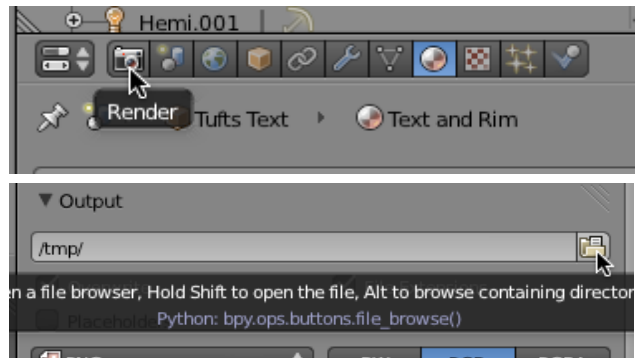 Hemi.001
Render
Tufts Text
Text and Rim
Output
/tmp/
n a file browser, Hold Shift to open the file, Alt to browse containing director
Placehold
Python: bpy.ops.buttons.file_browse()